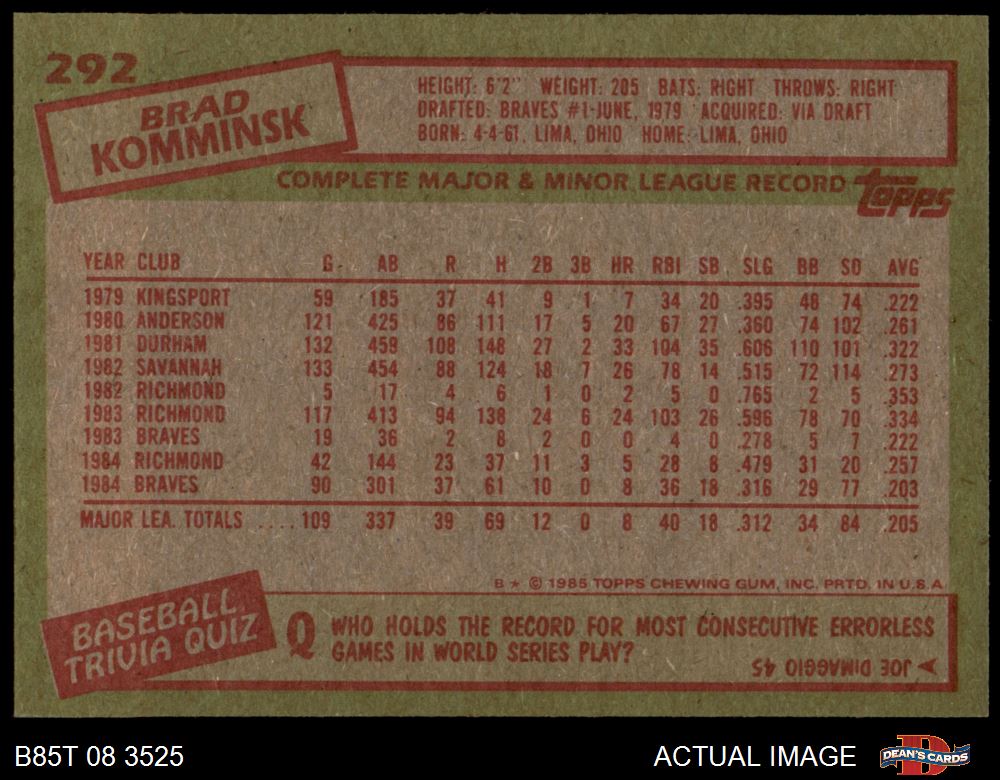 292
BRAD
KOMMINSK
HEIGHT: 6'2" WEIGHT: 205 BATS: RIGHT THROWS: RIGHT
DRAFTED: BRAVES #1-JUNE, 1979 ACQUIRED: VIA DRAFT
BORN: 4-4-61, LIMA, OHIO HOME: LIMA, OHIO
COMPLETE MAJOR & MINOR LEAGUE RECORD topps
YEAR CLUB G AB R H 2B 3B HR RBI SB SLG BB SO AVG
1979 KINGSPORT 59 185 37 41 9 1 7 34 20 .395 48 74 .222
1980 ANDERSON 121 425 86 111 17 5 20 67 27 .360 74 102 .261
1981 DURHAM 132 459 108 148 27 2 33 104 35 .606 110 101 .322
1982 SAVANNAH 133 454 88 124 18 7 26 78 14 .515 72 114 .273
1982 RICHMOND 5 17 4 6 1 0 2 5 0 .765 2 5 .353
1983 RICHMOND 117 413 94 138 24 6 24 103 26 .596 78 70 .334
1983 BRAVES 19 36 2 8 2 0 0 4 0 .278 5 7 .222
1984 RICHMOND 42 144 23 37 11 3 5 28 8 .479 31 20 .257
1984 BRAVES 90 301 37 61 10 0 8 36 18 .316 29 77 .203
MAJOR LEA. TOTALS .... 109 337 39 69 12 0 8 40 18 .312 34 84 .205
B★ © 1985 TOPPS CHEWING GUM, INC. PRTD. IN U.S.A.
BASEBALL
TRIVIA QUIZ
Q WHO HOLDS THE RECORD FOR MOST CONSECUTIVE ERRORLESS
GAMES IN WORLD SERIES PLAY?
JOE DIMAGGIO 45
B85T 08 3525 ACTUAL IMAGE DEAN'S CARDS